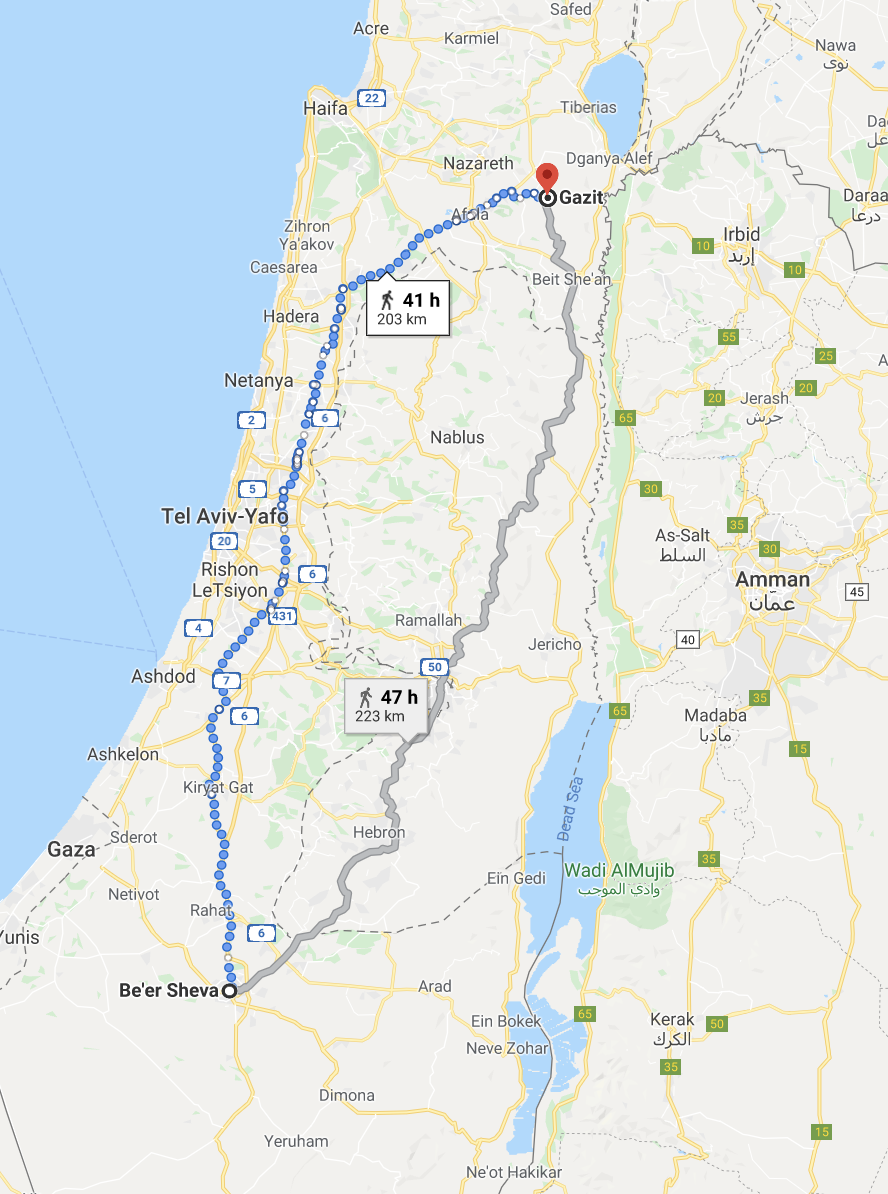 Safed
Acre
Karmiel
Nawa
نوى
22
Haifa
Tiberias
Nazareth
Dganya Alef
Gazit
Daraa
درعا
Afula
Zihron
Ya'akov
Irbid
إربد
10
10
Caesarea
Beit She'an
41 h
203 km
Hadera
55
25
Netanya
20
20
Jerash
جرش
2
6
65
Nablus
5
30
Tel Aviv-Yafo
35
As-Salt
السلط
20
30
Rishon
LeTsiyon
6
Amman
عمّان
45
431
Ramallah
4
40
Jericho
50
Ashdod
7
47 h
223 km
35
6
65
Madaba
مادبا
15
Ashkelon
Kiryat Gat
Dead Sea
Hebron
Sderot
Gaza
35
Wadi AlMujib
وادي الموجب
Ein Gedi
Netivot
Rahat
6
Yunis
Be'er Sheva
Arad
65
Ein Bokek
Kerak
الكرك
50
Neve Zohar
35
Dimona
15
Yeruham
Ne'ot Hakikar